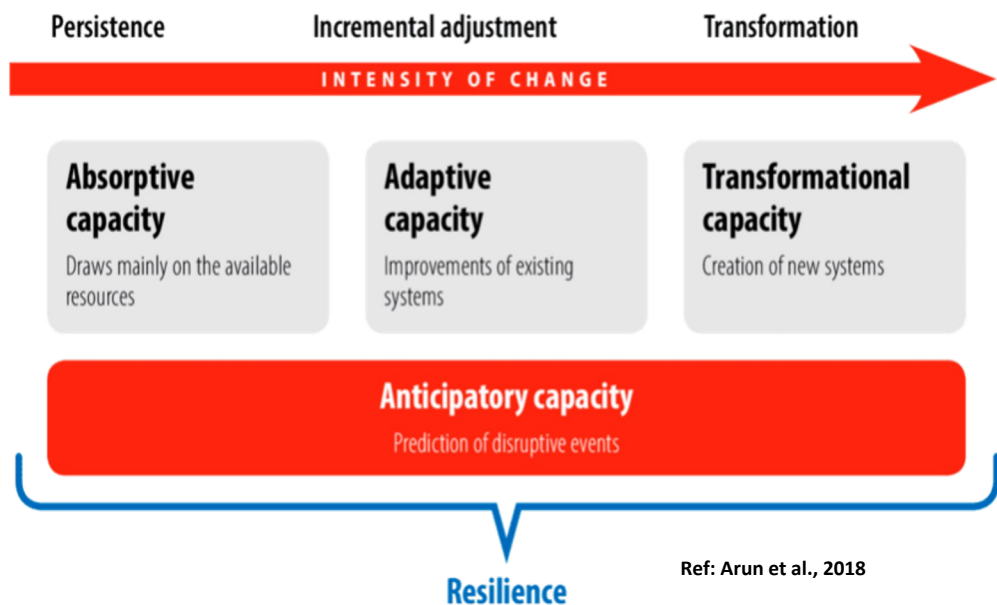 Persistence
Incremental adjustment
Transformation
INTENSITY OF CHANGE
Absorptive
capacity
Draws mainly on the available
resources
Adaptive
capacity
Improvements of existing
systems
Transformational
capacity
Creation of new systems
Anticipatory capacity
Prediction of disruptive events
Resilience
Ref: Arun et al., 2018